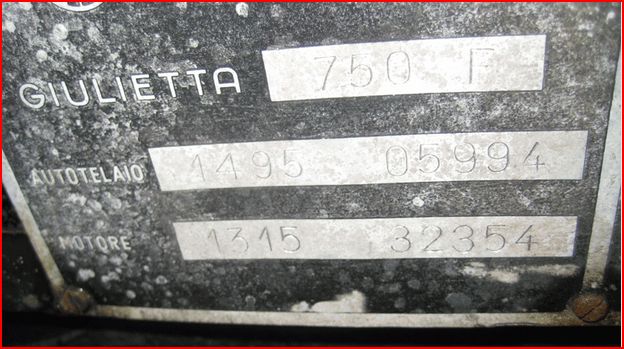 GIULIETTA 750 F
AUTOTELAIO 1495 05994
MOTORE 1315 32354